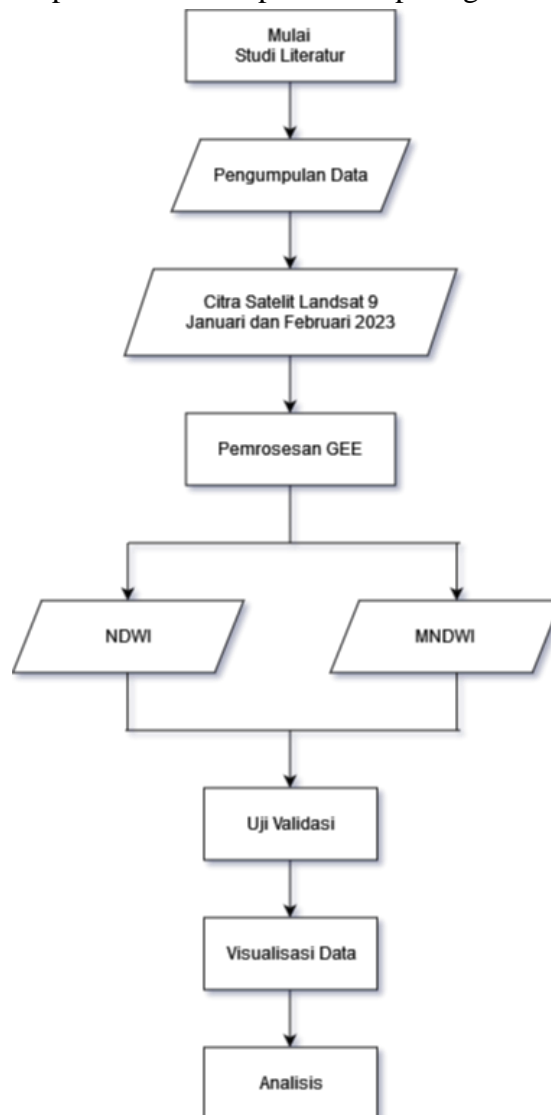 Mulai
Studi Literatur
Pengumpulan Data
Citra Satelit Landsat 9
Januari dan Februari 2023
Pemrosesan GEE
NDWI
MNDWI
Uji Validasi
Visualisasi Data
Analisis